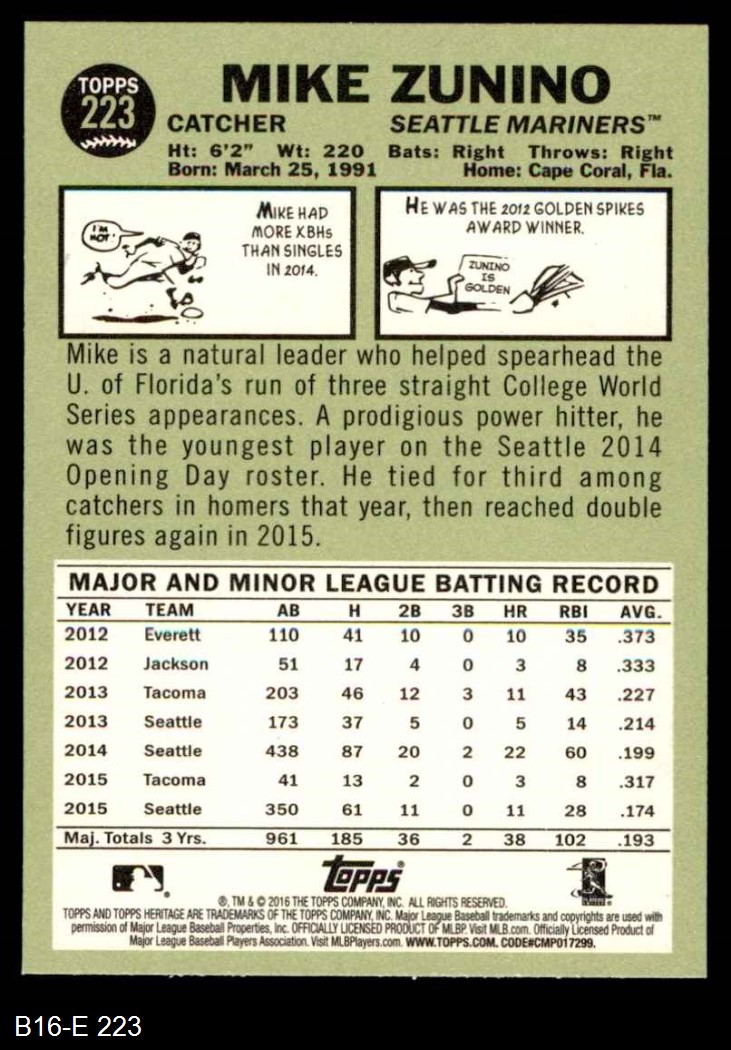 TOPPS
223
MIKE ZUNINO
CATCHER SEATTLE MARINERS™
Ht: 6'2" Wt: 220 Bats: Right Throws: Right
Born: March 25, 1991 Home: Cape Coral, Fla.
I'M
HOT!
MIKE HAD
MORE XBHs
THAN SINGLES
IN 2014.
HE WAS THE 2012 GOLDEN SPIKES
AWARD WINNER.
ZUNINO
IS
GOLDEN
Mike is a natural leader who helped spearhead the
U. of Florida's run of three straight College World
Series appearances. A prodigious power hitter, he
was the youngest player on the Seattle 2014
Opening Day roster. He tied for third among
catchers in homers that year, then reached double
figures again in 2015.
MAJOR AND MINOR LEAGUE BATTING RECORD
YEAR TEAM AB H 2B 3B HR RBI AVG.
2012 Everett 110 41 10 0 10 35 .373
2012 Jackson 51 17 4 0 3 8 .333
2013 Tacoma 203 46 12 3 11 43 .227
2013 Seattle 173 37 5 0 5 14 .214
2014 Seattle 438 87 20 2 22 60 .199
2015 Tacoma 41 13 2 0 3 8 .317
2015 Seattle 350 61 11 0 11 28 .174
Maj. Totals 3 Yrs. 961 185 36 2 38 102 .193
topps®
®, TM & © 2016 THE TOPPS COMPANY, INC. ALL RIGHTS RESERVED.
TOPPS AND TOPPS HERITAGE ARE TRADEMARKS OF THE TOPPS COMPANY, INC. Major League Baseball trademarks and copyrights are used with
permission of Major League Baseball Properties, Inc. OFFICIALLY LICENSED PRODUCT OF MLBP. Visit MLB.com. Officially Licensed Product of
Major League Baseball Players Association. Visit MLBPlayers.com. WWW.TOPPS.COM. CODE#CMP017299.
B16-E 223